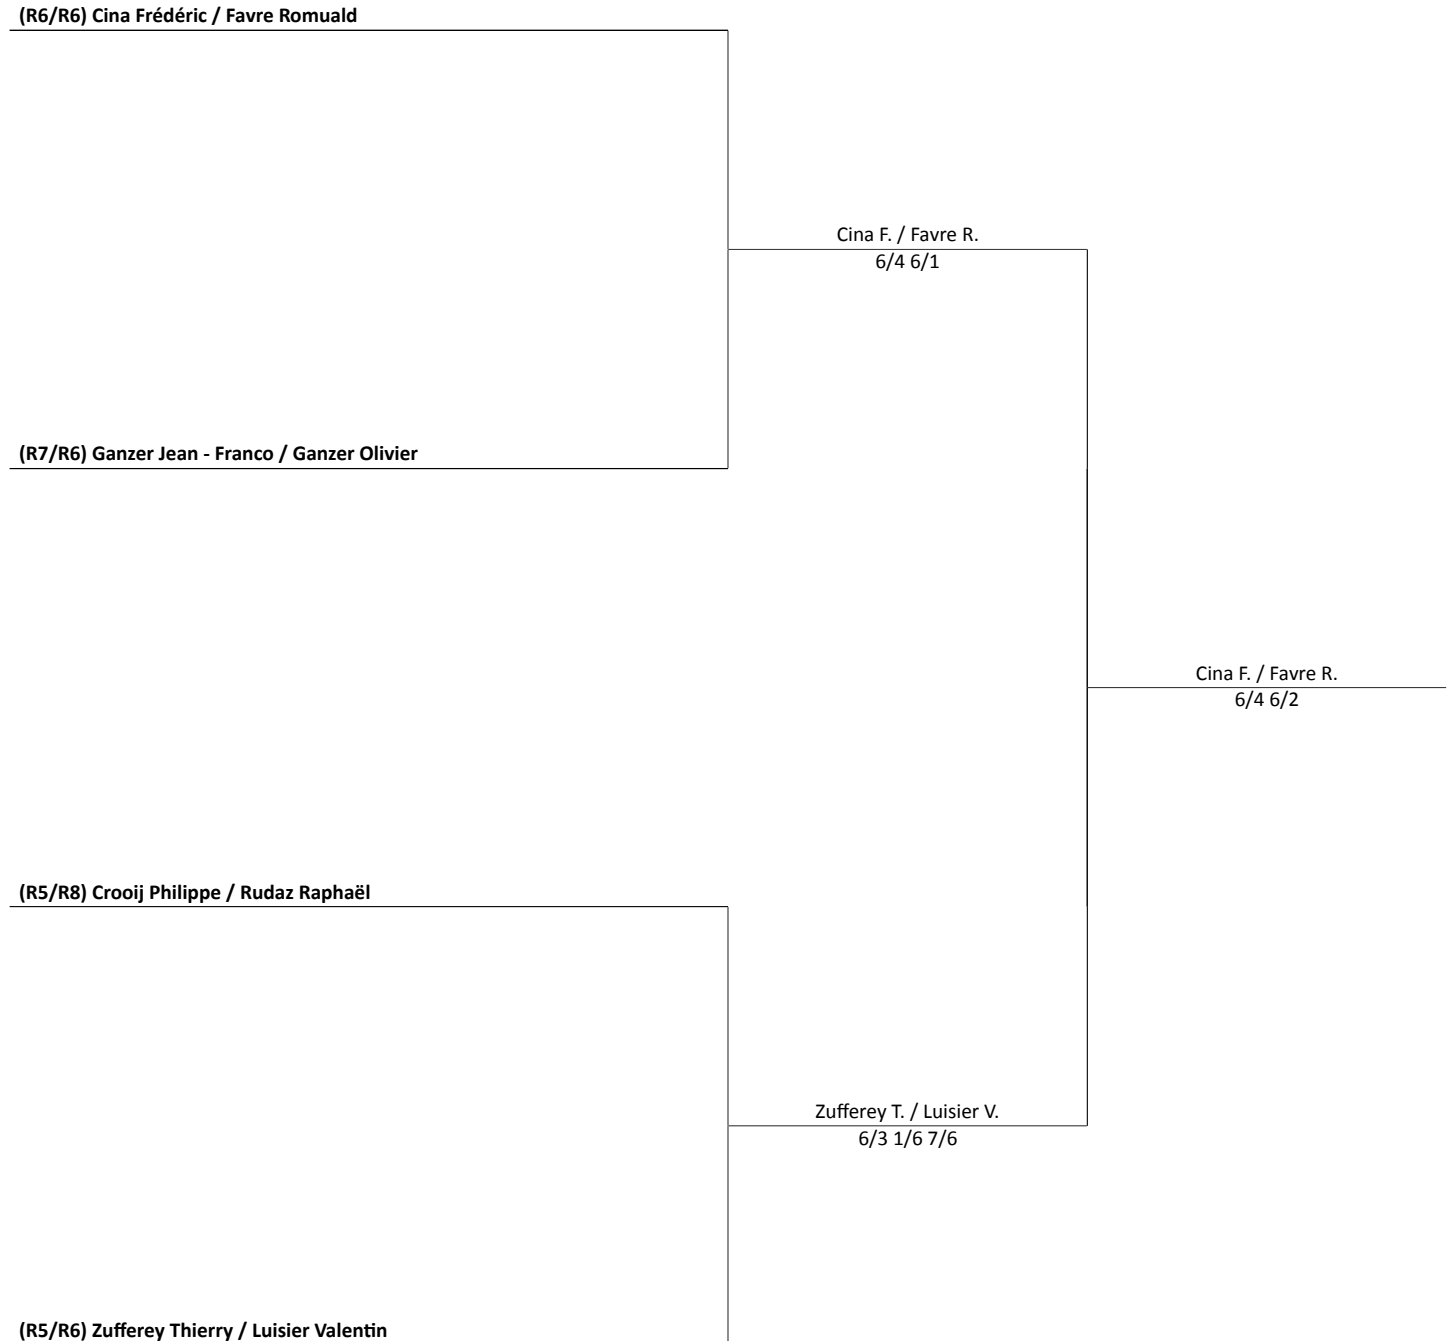 (R6/R6) Cina Frédéric / Favre Romuald
Cina F. / Favre R.
6/4 6/1
(R7/R6) Ganzer Jean - Franco / Ganzer Olivier
Cina F. / Favre R.
6/4 6/2
(R5/R8) Crooij Philippe / Rudaz Raphaël
Zufferey T. / Luisier V.
6/3 1/6 7/6
(R5/R6) Zufferey Thierry / Luisier Valentin